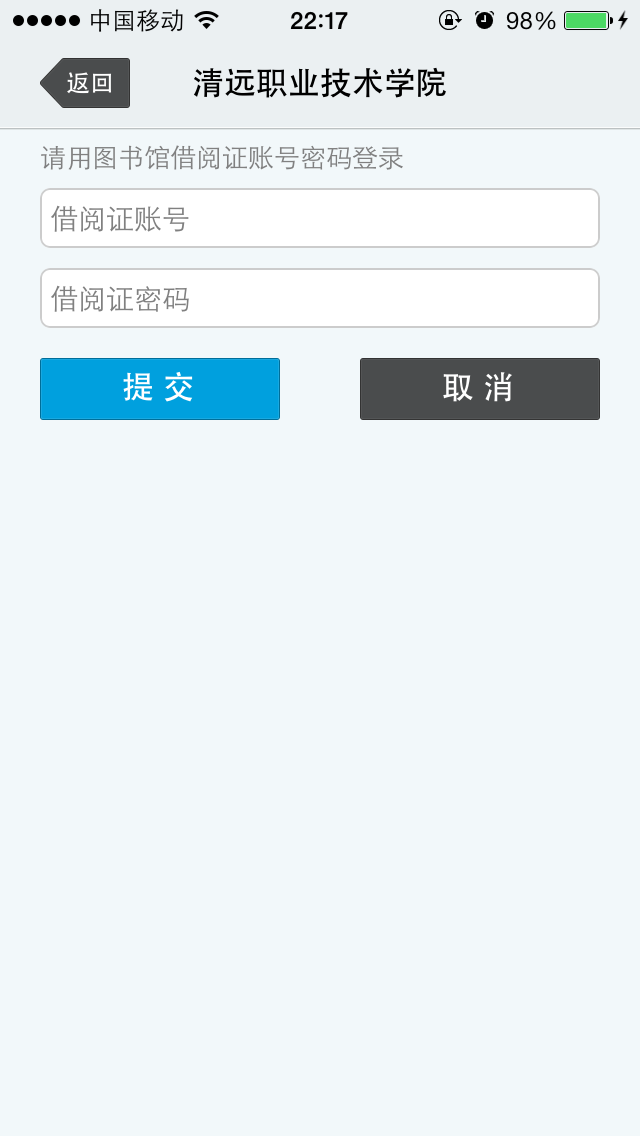 中国移动 22:17 98%
返回 清远职业技术学院
请用图书馆借阅证账号密码登录
借阅证账号
借阅证密码
提 交 取 消